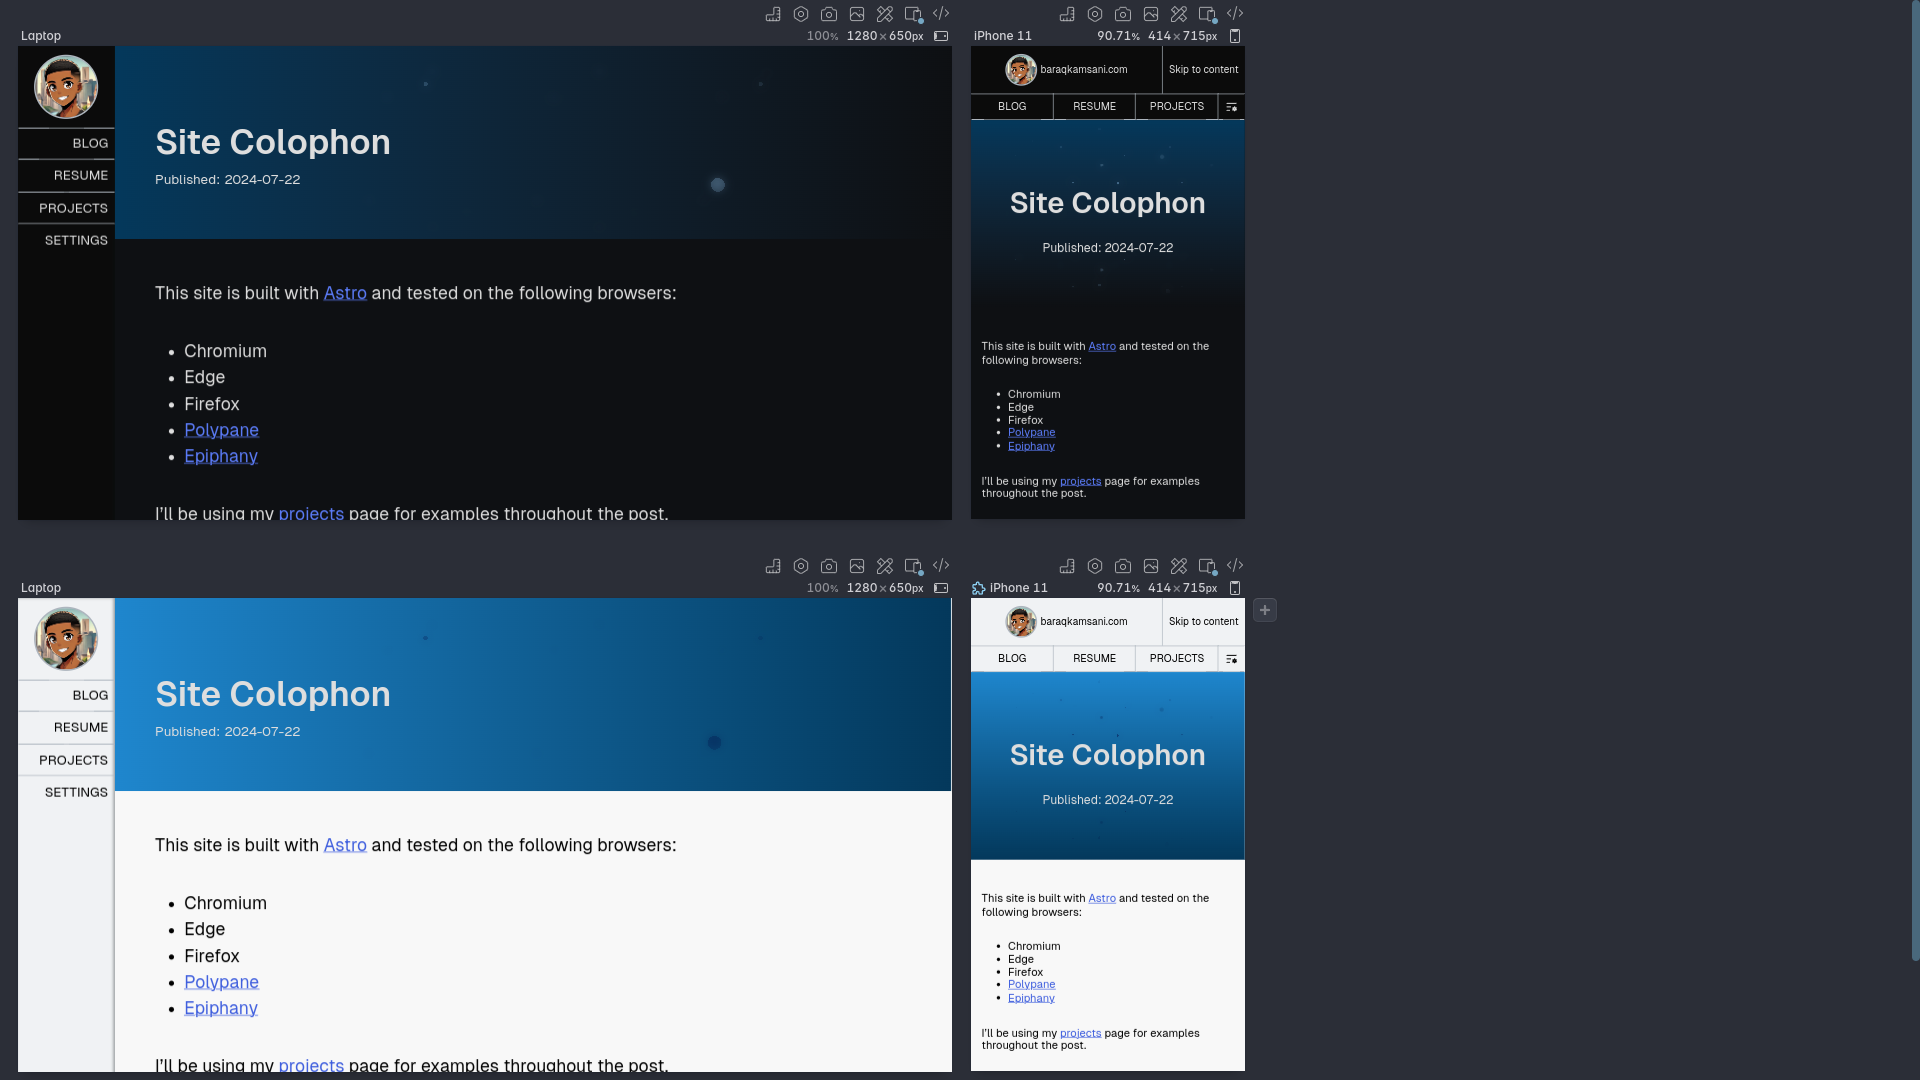 Laptop
100% 1280×650px
BLOG
RESUME
PROJECTS
SETTINGS
Site Colophon
Published: 2024-07-22
This site is built with Astro and tested on the following browsers:
• Chromium
• Edge
• Firefox
• Polypane
• Epiphany
I'll be using my projects page for examples throughout the post.
iPhone 11
90.71% 414×715px
baraqkamsani.com
Skip to content
BLOG
RESUME
PROJECTS
Site Colophon
Published: 2024-07-22
This site is built with Astro and tested on the
following browsers:
• Chromium
• Edge
• Firefox
• Polypane
• Epiphany
I'll be using my projects page for examples
throughout the post.
Laptop
100% 1280×650px
BLOG
RESUME
PROJECTS
SETTINGS
Site Colophon
Published: 2024-07-22
This site is built with Astro and tested on the following browsers:
• Chromium
• Edge
• Firefox
• Polypane
• Epiphany
I'll be using my projects page for examples throughout the post.
iPhone 11
90.71% 414×715px
baraqkamsani.com
Skip to content
BLOG
RESUME
PROJECTS
Site Colophon
Published: 2024-07-22
This site is built with Astro and tested on the
following browsers:
• Chromium
• Edge
• Firefox
• Polypane
• Epiphany
I'll be using my projects page for examples
throughout the post.